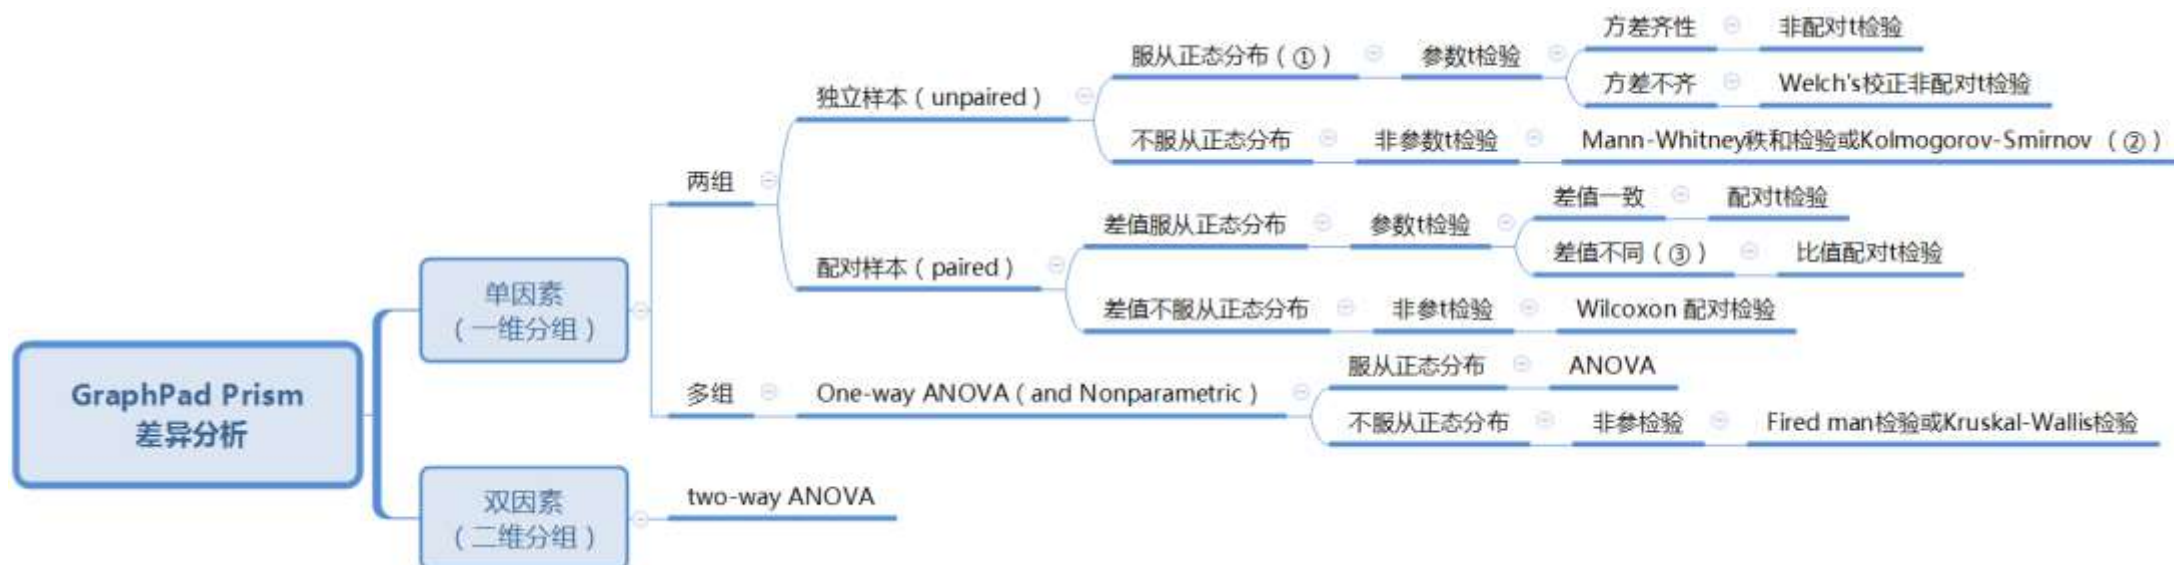 GraphPad Prism
差异分析
单因素
（一维分组）
两组
独立样本（unpaired）
服从正态分布（①）
参数t检验
方差齐性
非配对t检验
方差不齐
Welch's校正非配对t检验
不服从正态分布
非参数t检验
Mann-Whitney秩和检验或Kolmogorov-Smirnov （②）
配对样本（paired）
差值服从正态分布
参数t检验
差值一致
配对t检验
差值不同（③）
比值配对t检验
差值不服从正态分布
非参t检验
Wilcoxon 配对检验
多组
One-way ANOVA（and Nonparametric）
服从正态分布
ANOVA
不服从正态分布
非参检验
Fired man检验或Kruskal-Wallis检验
双因素
（二维分组）
two-way ANOVA